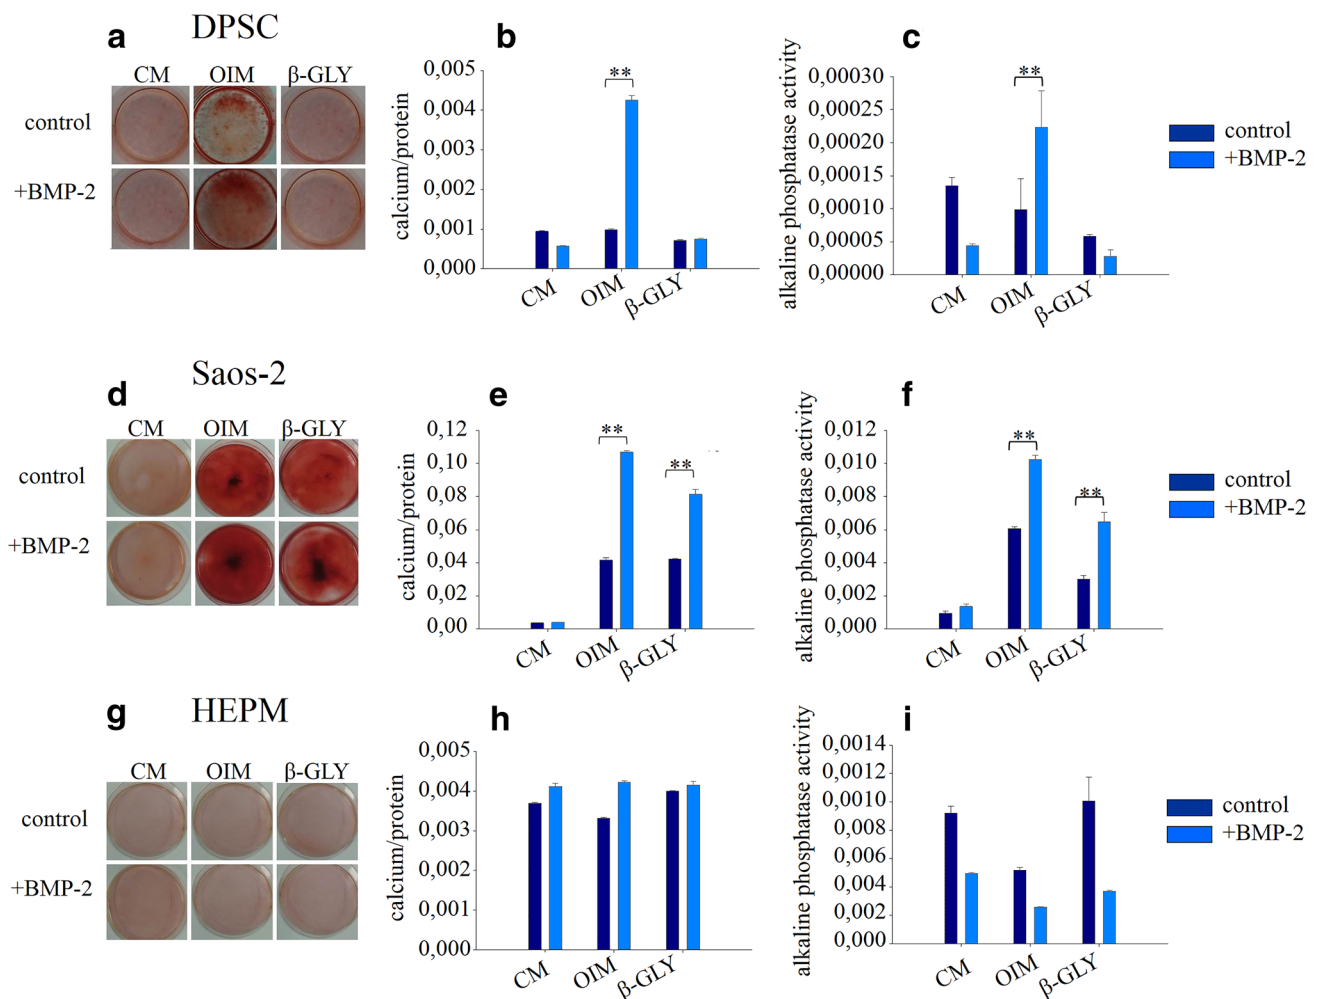 DPSC
a
CM OIM β-GLY
control
+BMP-2
b
calcium/protein
0,005
0,004
0,003
0,002
0,001
0,000
**
CM OIM β-GLY
c
alkaline phosphatase activity
0,00030
0,00025
0,00020
0,00015
0,00010
0,00005
0,00000
**
CM OIM β-GLY
control
+BMP-2
Saos-2
d
CM OIM β-GLY
control
+BMP-2
e
calcium/protein
0,12
0,10
0,08
0,06
0,04
0,02
0,00
**
**
CM OIM β-GLY
f
alkaline phosphatase activity
0,012
0,010
0,008
0,006
0,004
0,002
0,000
**
**
CM OIM β-GLY
control
+BMP-2
HEPM
g
CM OIM β-GLY
control
+BMP-2
h
calcium/protein
0,005
0,004
0,003
0,002
0,001
0,000
CM OIM β-GLY
i
alkaline phosphatase activity
0,0014
0,0012
0,0010
0,008
0,006
0,004
0,002
0,000
CM OIM β-GLY
control
+BMP-2